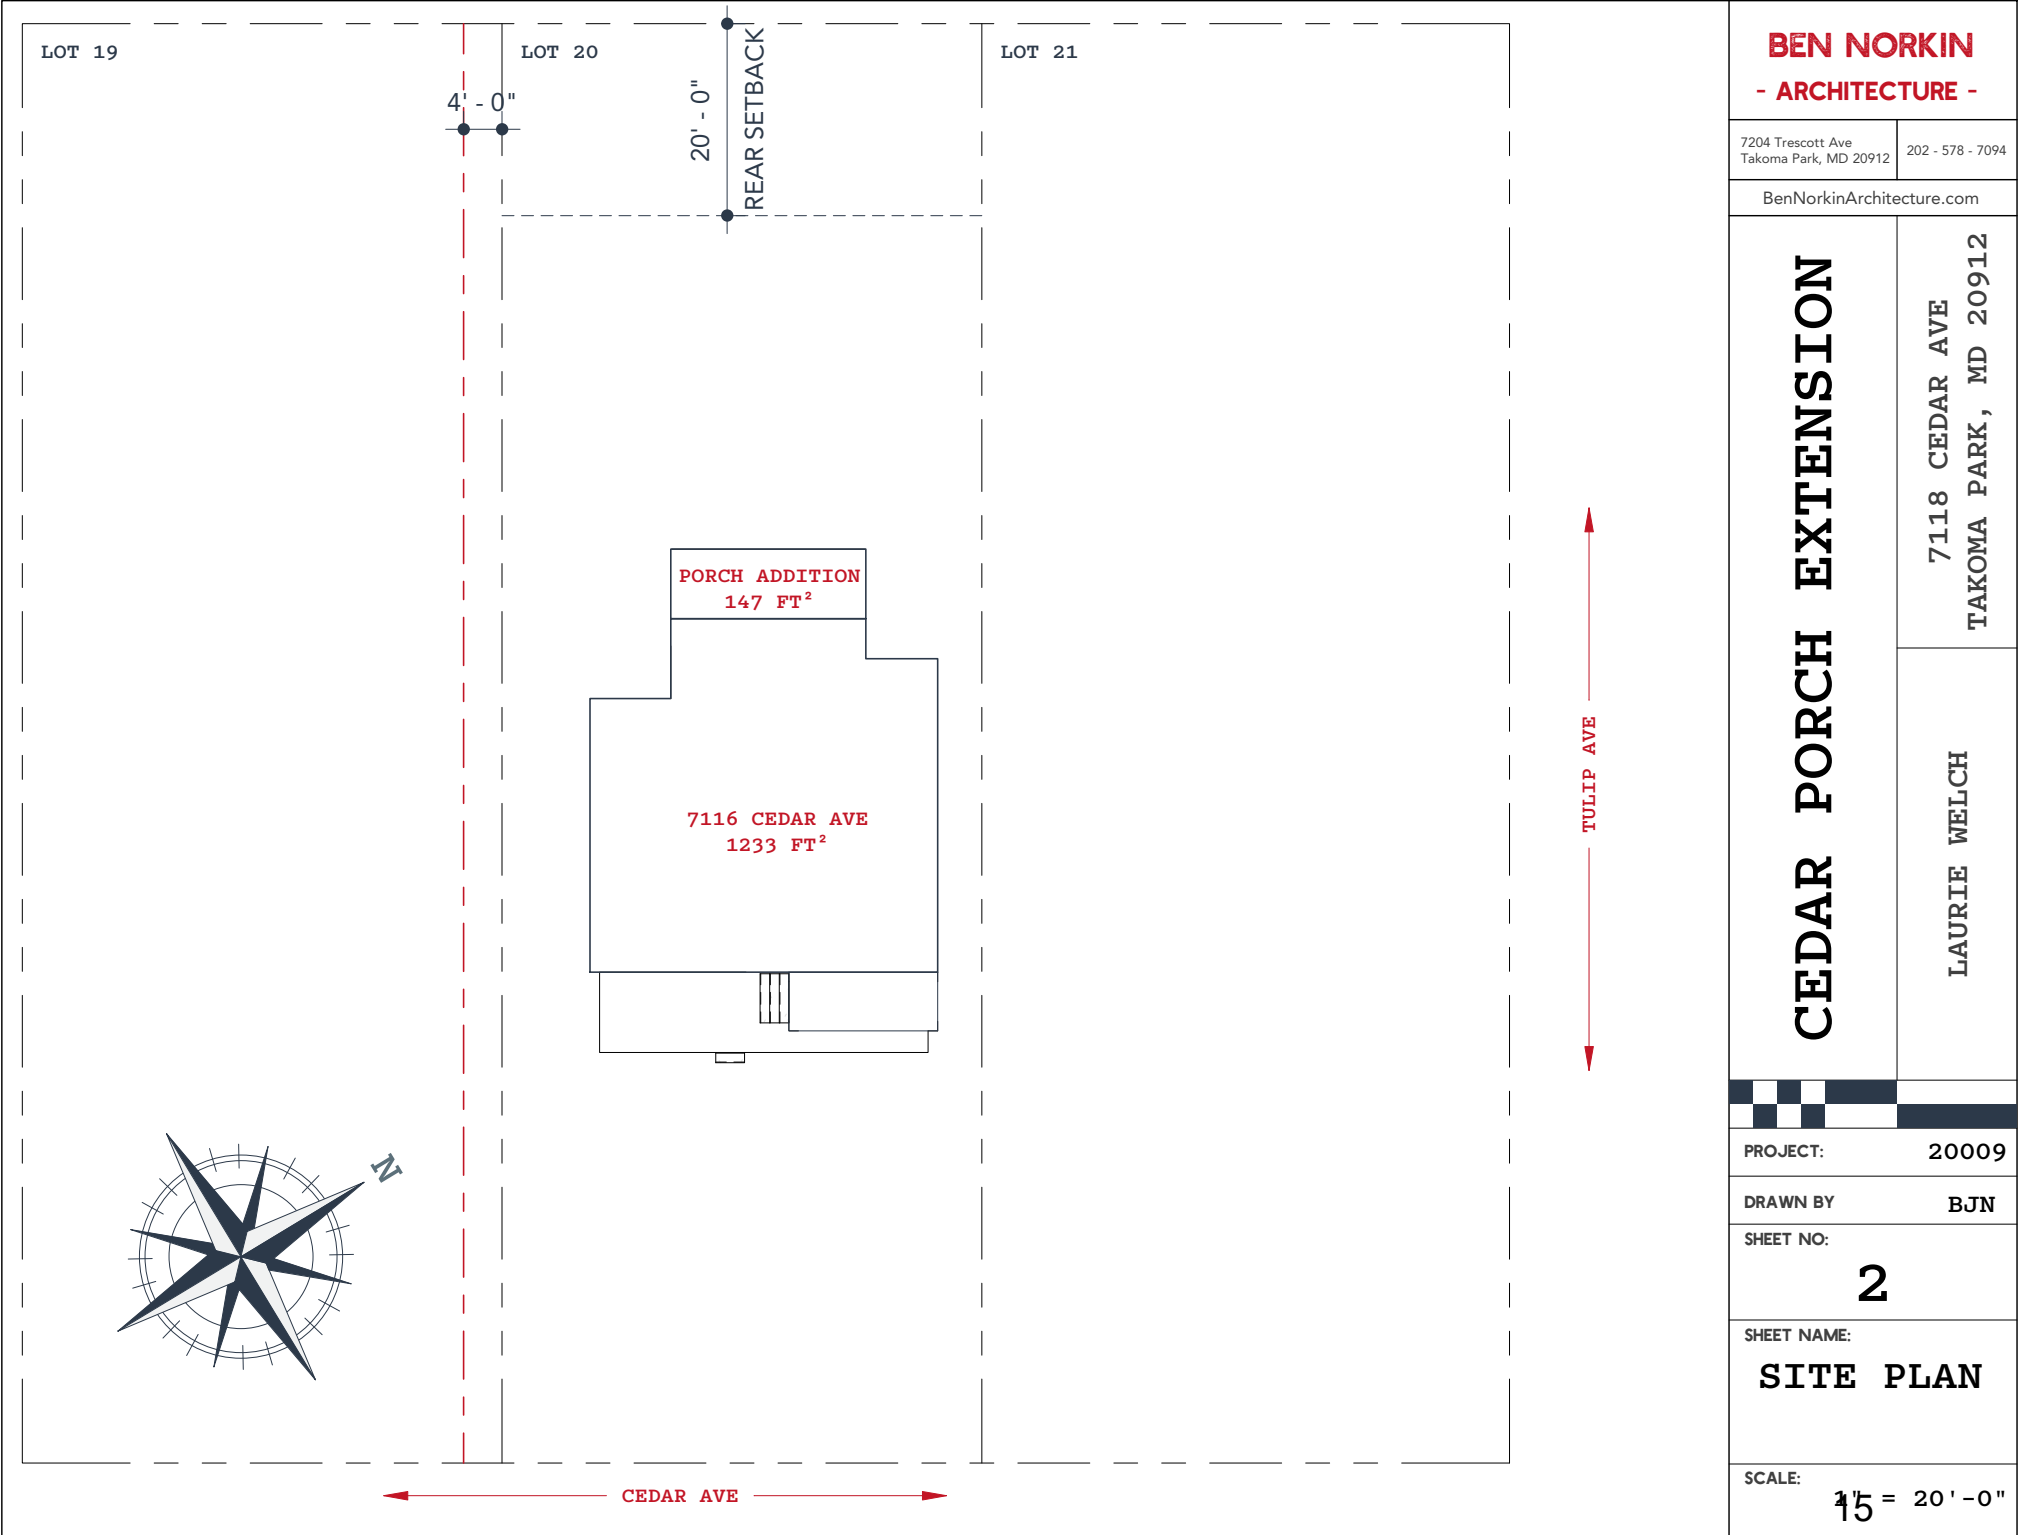 LOT 19
LOT 20
LOT 21
4' - 0"
20' - 0"
REAR SETBACK
PORCH ADDITION
147 FT²
7116 CEDAR AVE
1233 FT²
TULIP AVE
N
CEDAR AVE
BEN NORKIN
- ARCHITECTURE -
7204 Trescott Ave
Takoma Park, MD 20912
202 - 578 - 7094
BenNorkinArchitecture.com
CEDAR PORCH EXTENSION
7118 CEDAR AVE
TAKOMA PARK, MD 20912
LAURIE WELCH
PROJECT: 20009
DRAWN BY BJN
SHEET NO:
2
SHEET NAME:
SITE PLAN
SCALE:
1" = 20'-0"
15